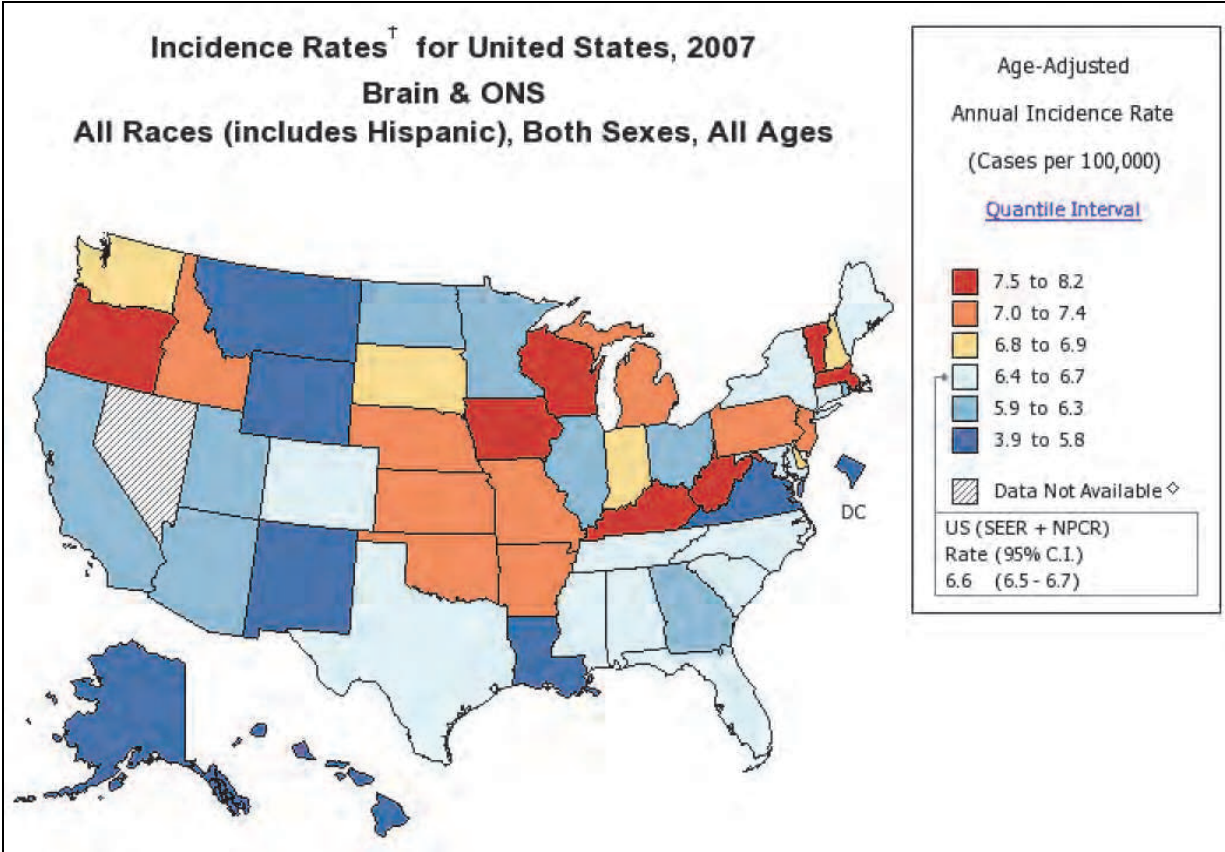 Incidence Rates† for United States, 2007
Brain & ONS
All Races (includes Hispanic), Both Sexes, All Ages
Age-Adjusted
Annual Incidence Rate
(Cases per 100,000)
Quantile Interval
7.5 to 8.2
7.0 to 7.4
6.8 to 6.9
6.4 to 6.7
5.9 to 6.3
3.9 to 5.8
Data Not Available ◇
US (SEER + NPCR)
Rate (95% C.I.)
6.6 (6.5 - 6.7)
DC